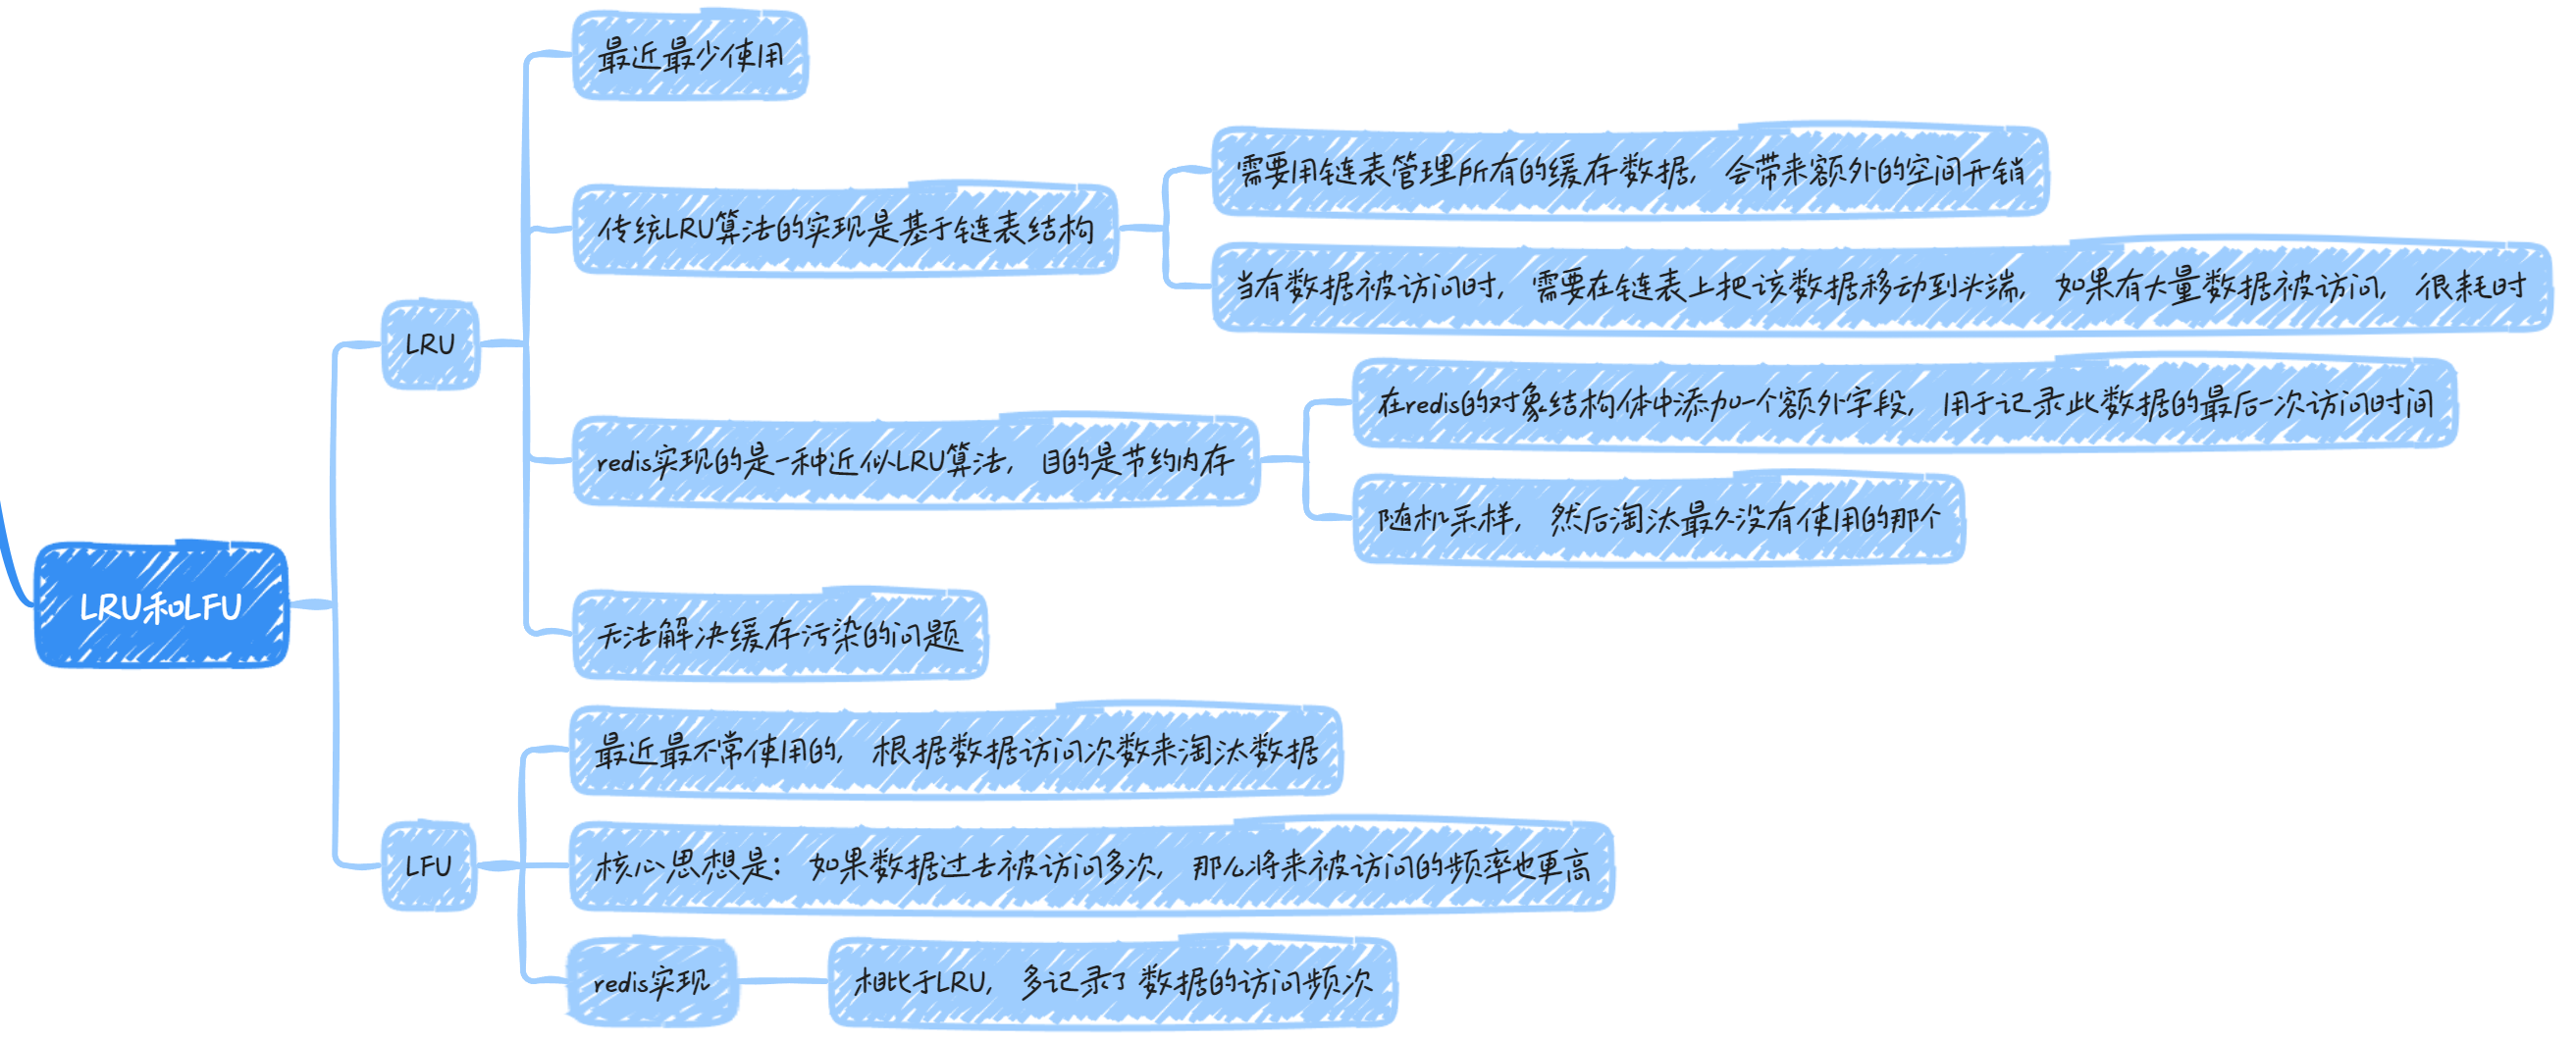 最近最少使用
需要用链表管理所有的缓存数据, 会带来额外的空间开销
传统LRU算法的实现是基于链表结构
当有数据被访问时, 需要在链表上把该数据移动到头端, 如果有大量数据被访问, 很耗时
LRU
在redis的对象结构体中添加一个额外字段, 用于记录此数据的最后一次访问时间
redis实现的是一种近似LRU算法, 目的是节约内存
随机采样, 然后淘汰最久没有使用的那个
LRU和LFU
无法解决缓存污染的问题
最近最不常使用的, 根据数据访问次数来淘汰数据
LFU
核心思想是: 如果数据过去被访问多次, 那么将来被访问的频率也更高
redis实现
相比于LRU, 多记录了数据的访问频次